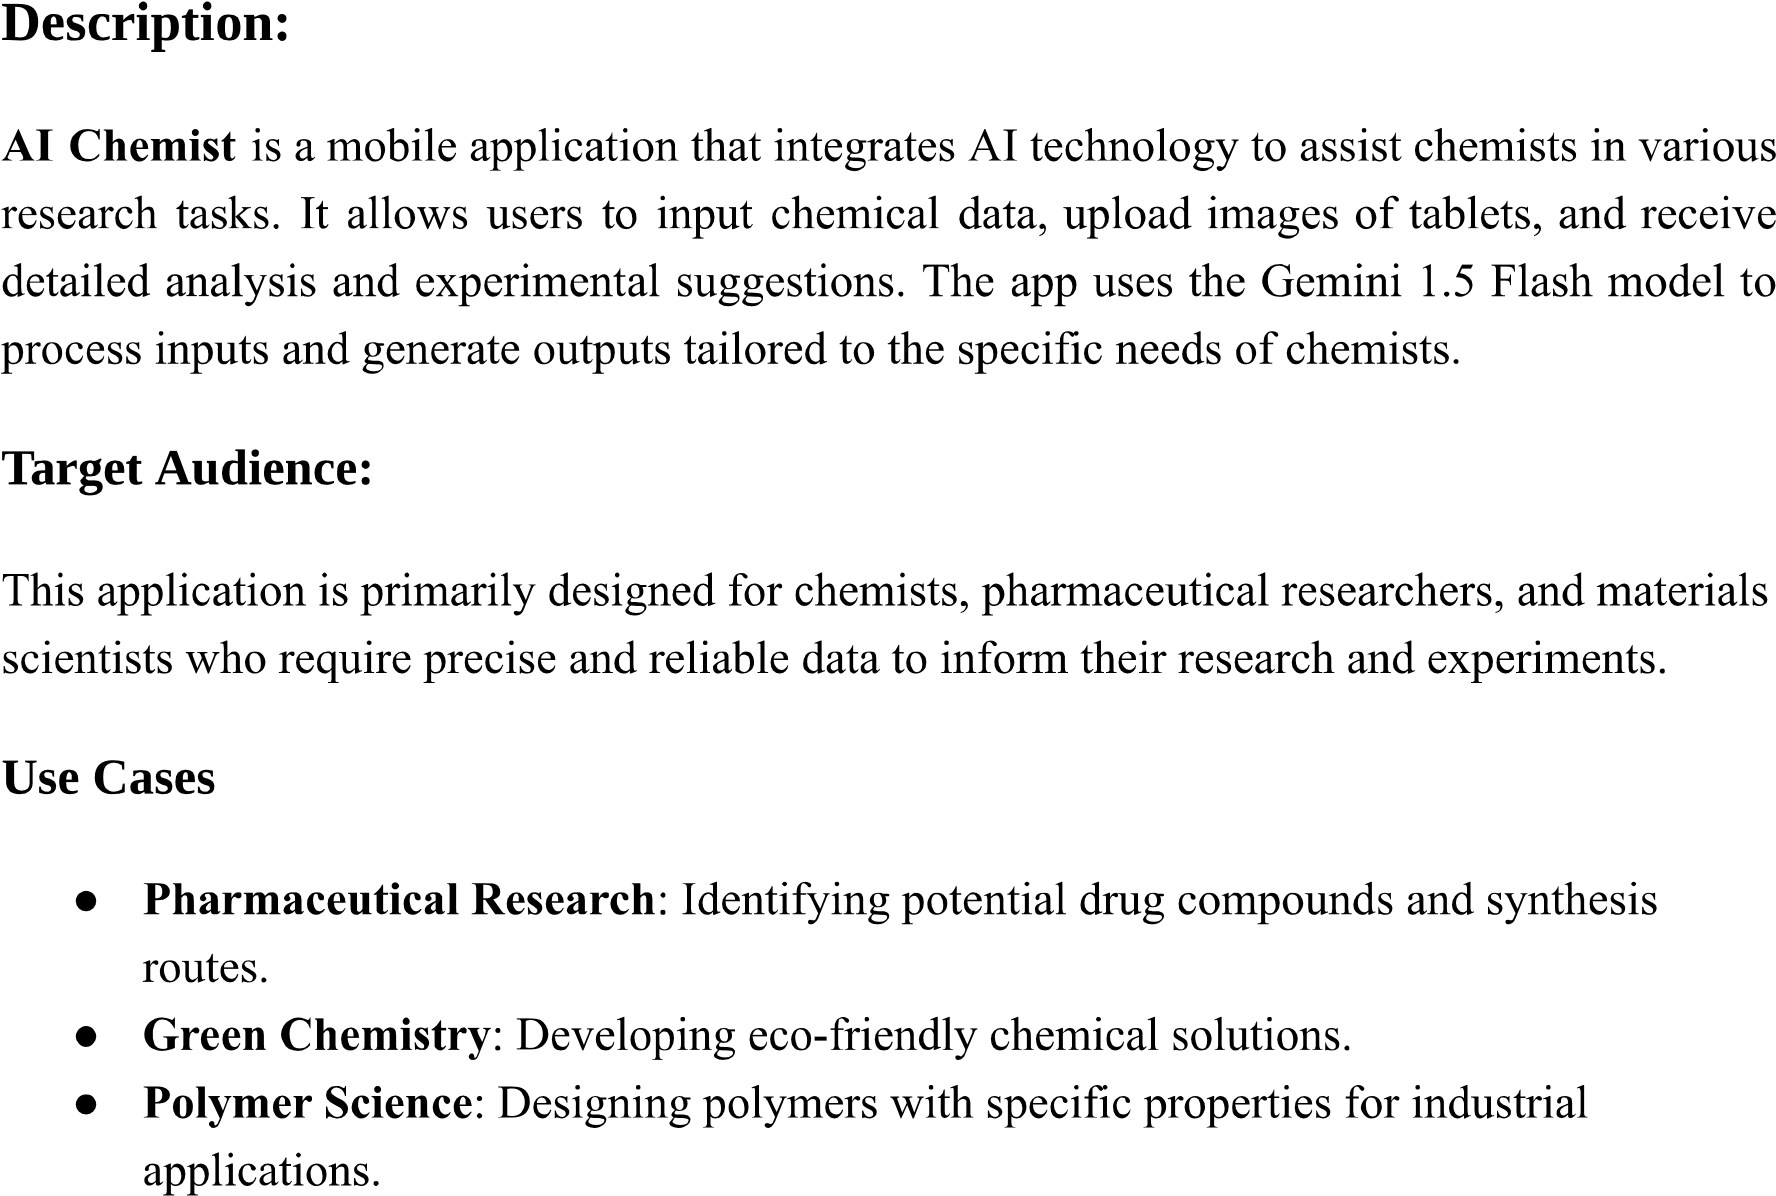 Description:
AI Chemist is a mobile application that integrates AI technology to assist chemists in various
research tasks. It allows users to input chemical data, upload images of tablets, and receive
detailed analysis and experimental suggestions. The app uses the Gemini 1.5 Flash model to
process inputs and generate outputs tailored to the specific needs of chemists.
Target Audience:
This application is primarily designed for chemists, pharmaceutical researchers, and materials
scientists who require precise and reliable data to inform their research and experiments.
Use Cases
● Pharmaceutical Research: Identifying potential drug compounds and synthesis
routes.
● Green Chemistry: Developing eco-friendly chemical solutions.
● Polymer Science: Designing polymers with specific properties for industrial
applications.